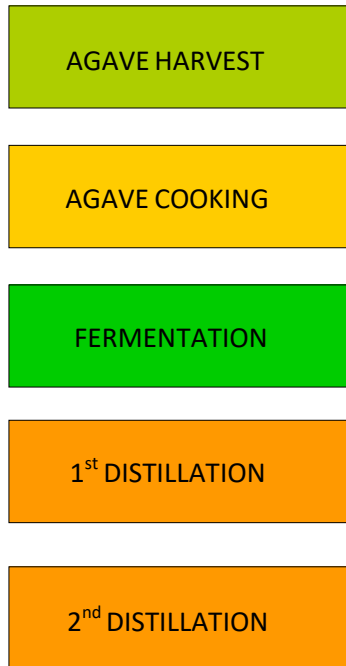 AGAVE HARVEST
AGAVE COOKING
FERMENTATION
1st DISTILLATION
2nd DISTILLATION